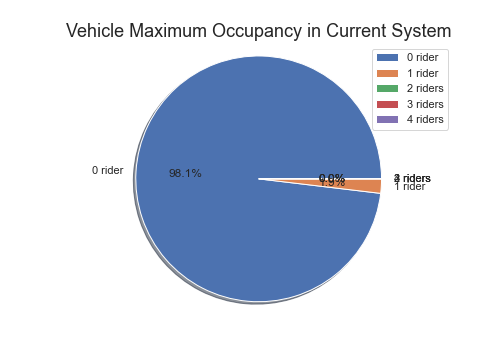 Vehicle Maximum Occupancy in Current System
0 rider
1 rider
2 riders
3 riders
4 riders
0 rider
98.1%
1.9%
riders
1 rider